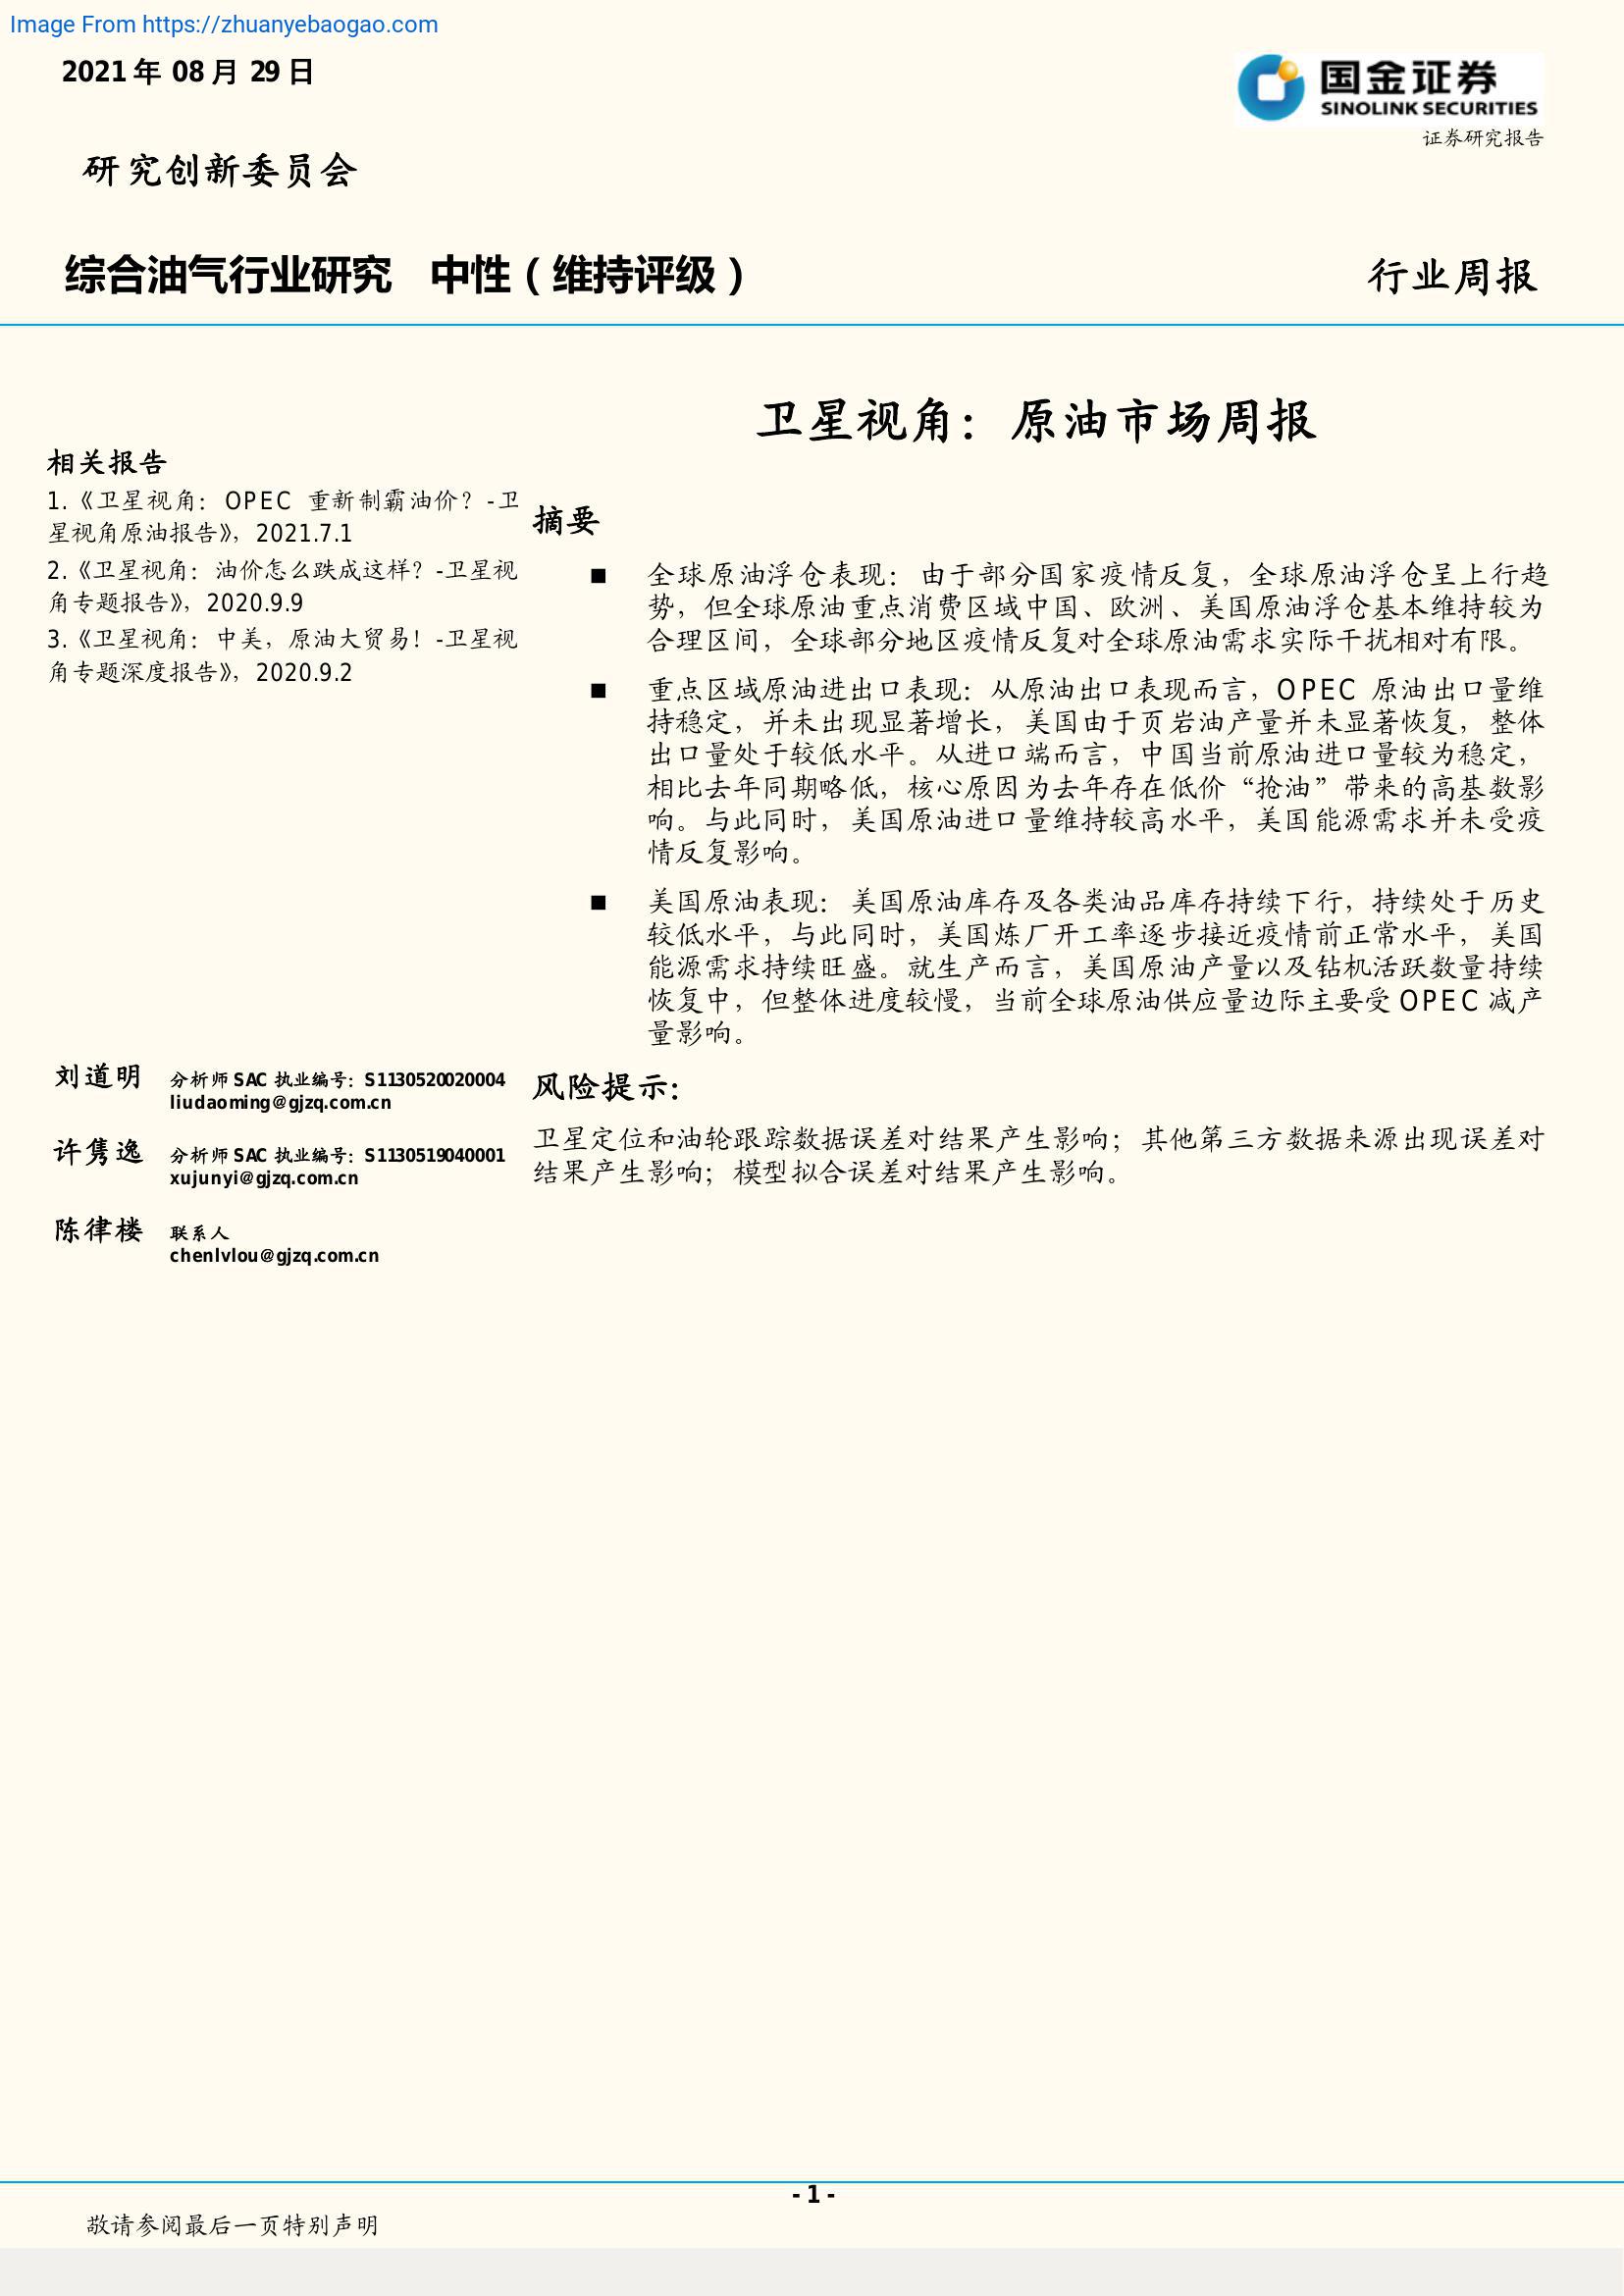 Image From https://zhuanyebaogao.com
2021 年 08 月 29 日
国金证券
SINOLINK SECURITIES
证券研究报告
研究创新委员会
综合油气行业研究 中性（维持评级）
行业周报
卫星视角：原油市场周报
相关报告
1.《卫星视角：OPEC 重新制霸油价？-卫
星视角原油报告》，2021.7.1
2.《卫星视角：油价怎么跌成这样？-卫星视
角专题报告》，2020.9.9
3.《卫星视角：中美，原油大贸易！-卫星视
角专题深度报告》，2020.9.2
摘要
■ 全球原油浮仓表现：由于部分国家疫情反复，全球原油浮仓呈上行趋
势，但全球原油重点消费区域中国、欧洲、美国原油浮仓基本维持较为
合理区间，全球部分地区疫情反复对全球原油需求实际干扰相对有限。
■ 重点区域原油进出口表现：从原油出口表现而言，OPEC 原油出口量维
持稳定，并未出现显著增长，美国由于页岩油产量并未显著恢复，整体
出口量处于较低水平。从进口端而言，中国当前原油进口量较为稳定，
相比去年同期略低，核心原因为去年存在低价“抢油”带来的高基数影
响。与此同时，美国原油进口量维持较高水平，美国能源需求并未受疫
情反复影响。
■ 美国原油表现：美国原油库存及各类油品库存持续下行，持续处于历史
较低水平，与此同时，美国炼厂开工率逐步接近疫情前正常水平，美国
能源需求持续旺盛。就生产而言，美国原油产量以及钻机活跃数量持续
恢复中，但整体进度较慢，当前全球原油供应量边际主要受 OPEC 减产
量影响。
风险提示：
卫星定位和油轮跟踪数据误差对结果产生影响；其他第三方数据来源出现误差对
结果产生影响；模型拟合误差对结果产生影响。
刘道明 分析师 SAC 执业编号：S1130520020004
liudaoming@gjzq.com.cn
许隽逸 分析师 SAC 执业编号：S1130519040001
xujunyi@gjzq.com.cn
陈律楼 联系人
chenlvlou@gjzq.com.cn
- 1 -
敬请参阅最后一页特别声明